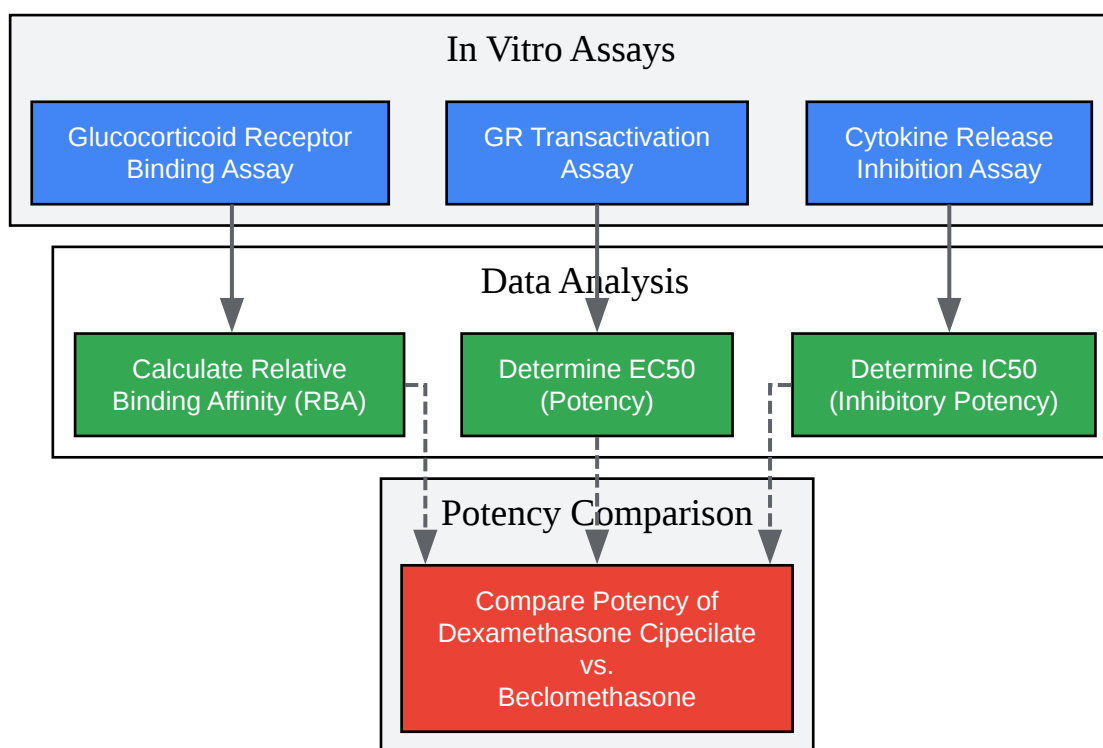 In Vitro Assays
Glucocorticoid Receptor
Binding Assay
GR Transactivation
Assay
Cytokine Release
Inhibition Assay
Data Analysis
Calculate Relative
Binding Affinity (RBA)
Determine EC50
(Potency)
Determine IC50
(Inhibitory Potency)
Potency Comparison
Compare Potency of
Dexamethasone Cipecilate
vs.
Beclomethasone